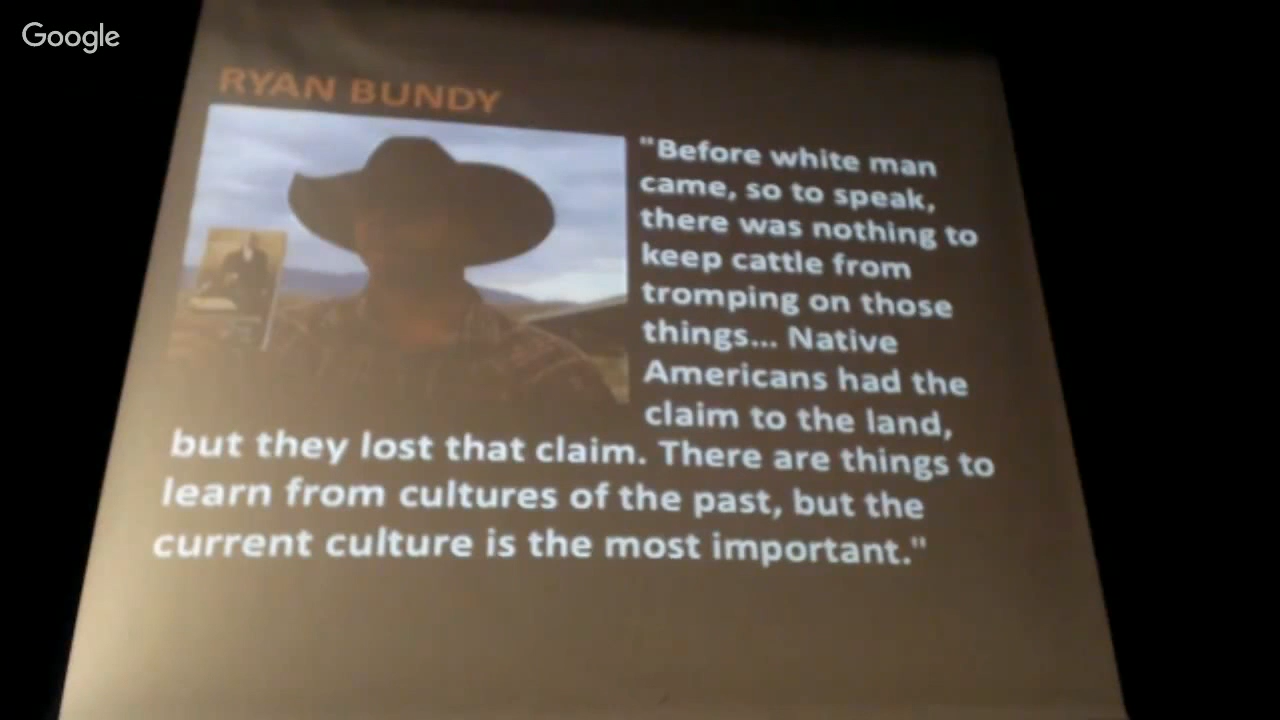 Google
RYAN BUNDY
"Before white man
came, so to speak,
there was nothing to
keep cattle from
tromping on those
things... Native
Americans had the
claim to the land,
but they lost that claim. There are things to
learn from cultures of the past, but the
current culture is the most important."